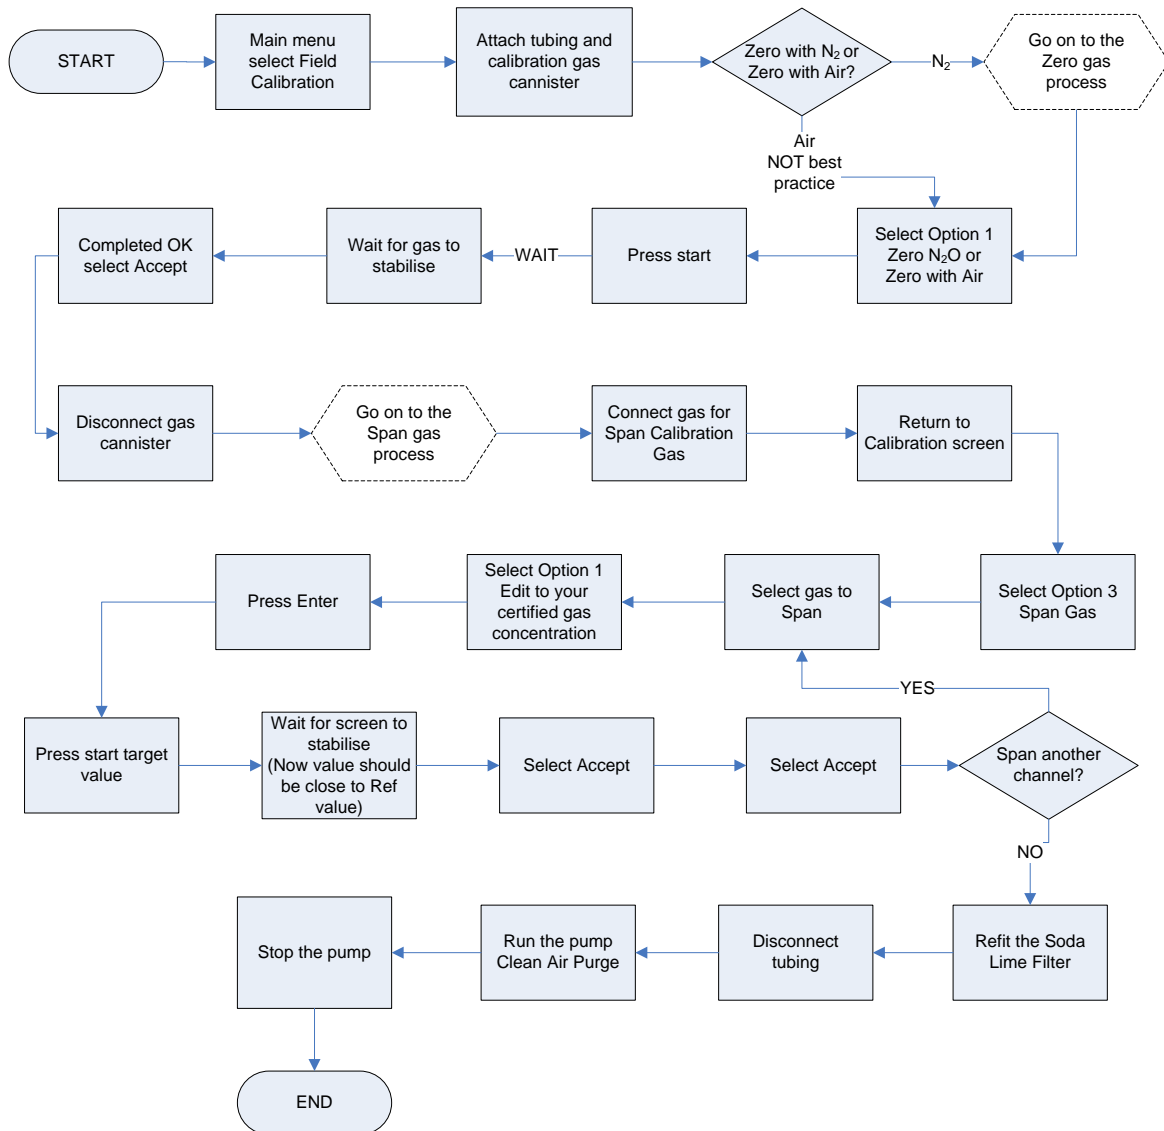 START
Main menu
select Field
Calibration
Attach tubing and
calibration gas
cannister
Zero with N₂ or
Zero with Air?
N₂
Go on to the
Zero gas
process
Air
NOT best
practice
Select Option 1
Zero N₂O or
Zero with Air
Press start
WAIT
Wait for gas to
stabilise
Completed OK
select Accept
Disconnect gas
cannister
Go on to the
Span gas
process
Connect gas for
Span Calibration
Gas
Return to
Calibration screen
Select Option 3
Span Gas
Select gas to
Span
Select Option 1
Edit to your
certified gas
concentration
Press Enter
Press start target
value
Wait for screen to
stabilise
(Now value should
be close to Ref
value)
Select Accept
Select Accept
Span another
channel?
YES
NO
Refit the Soda
Lime Filter
Disconnect
tubing
Run the pump
Clean Air Purge
Stop the pump
END